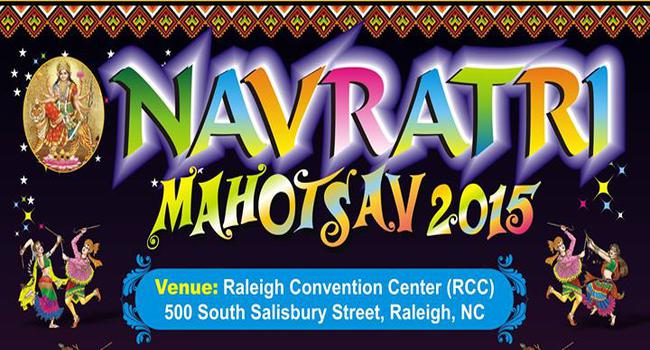 NAVRATRI
MAHOTSAV 2015
Venue: Raleigh Convention Center (RCC)
500 South Salisbury Street, Raleigh, NC